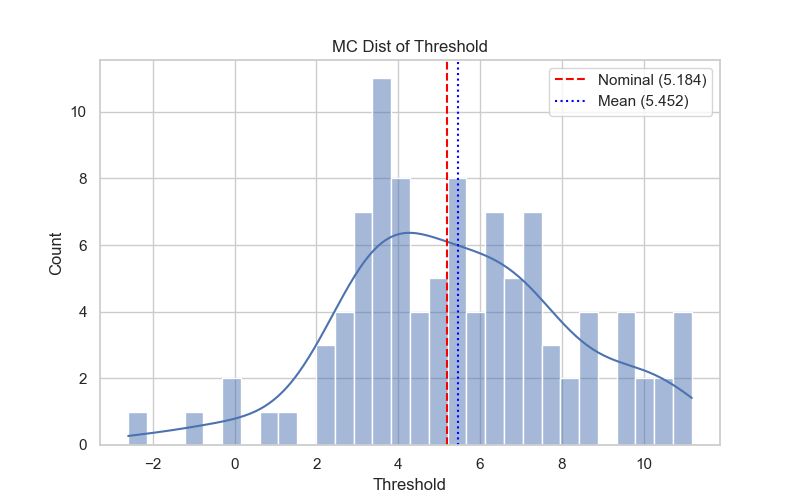 MC Dist of Threshold
Nominal (5.184)
Mean (5.452)
Count
10
8
6
4
2
0
−2
0
2
4
6
8
10
Threshold